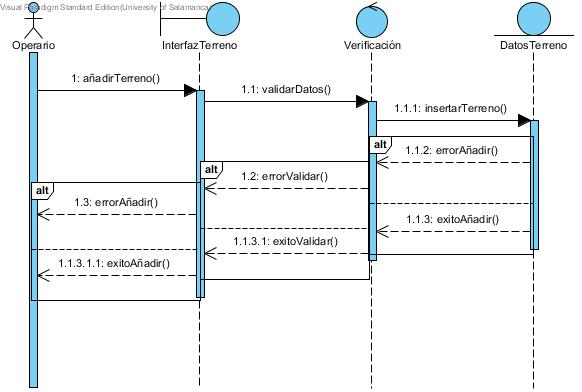 Visual Paradigm Standard Edition(University of Salamanca)
Operario
InterfazTerreno
Verificación
DatosTerreno
1: añadirTerreno()
1.1: validarDatos()
1.1.1: insertarTerreno()
alt
1.1.2: errorAñadir()
alt
1.2: errorValidar()
alt
1.3: errorAñadir()
1.1.3: exitoAñadir()
1.1.3.1: exitoValidar()
1.1.3.1.1: exitoAñadir()